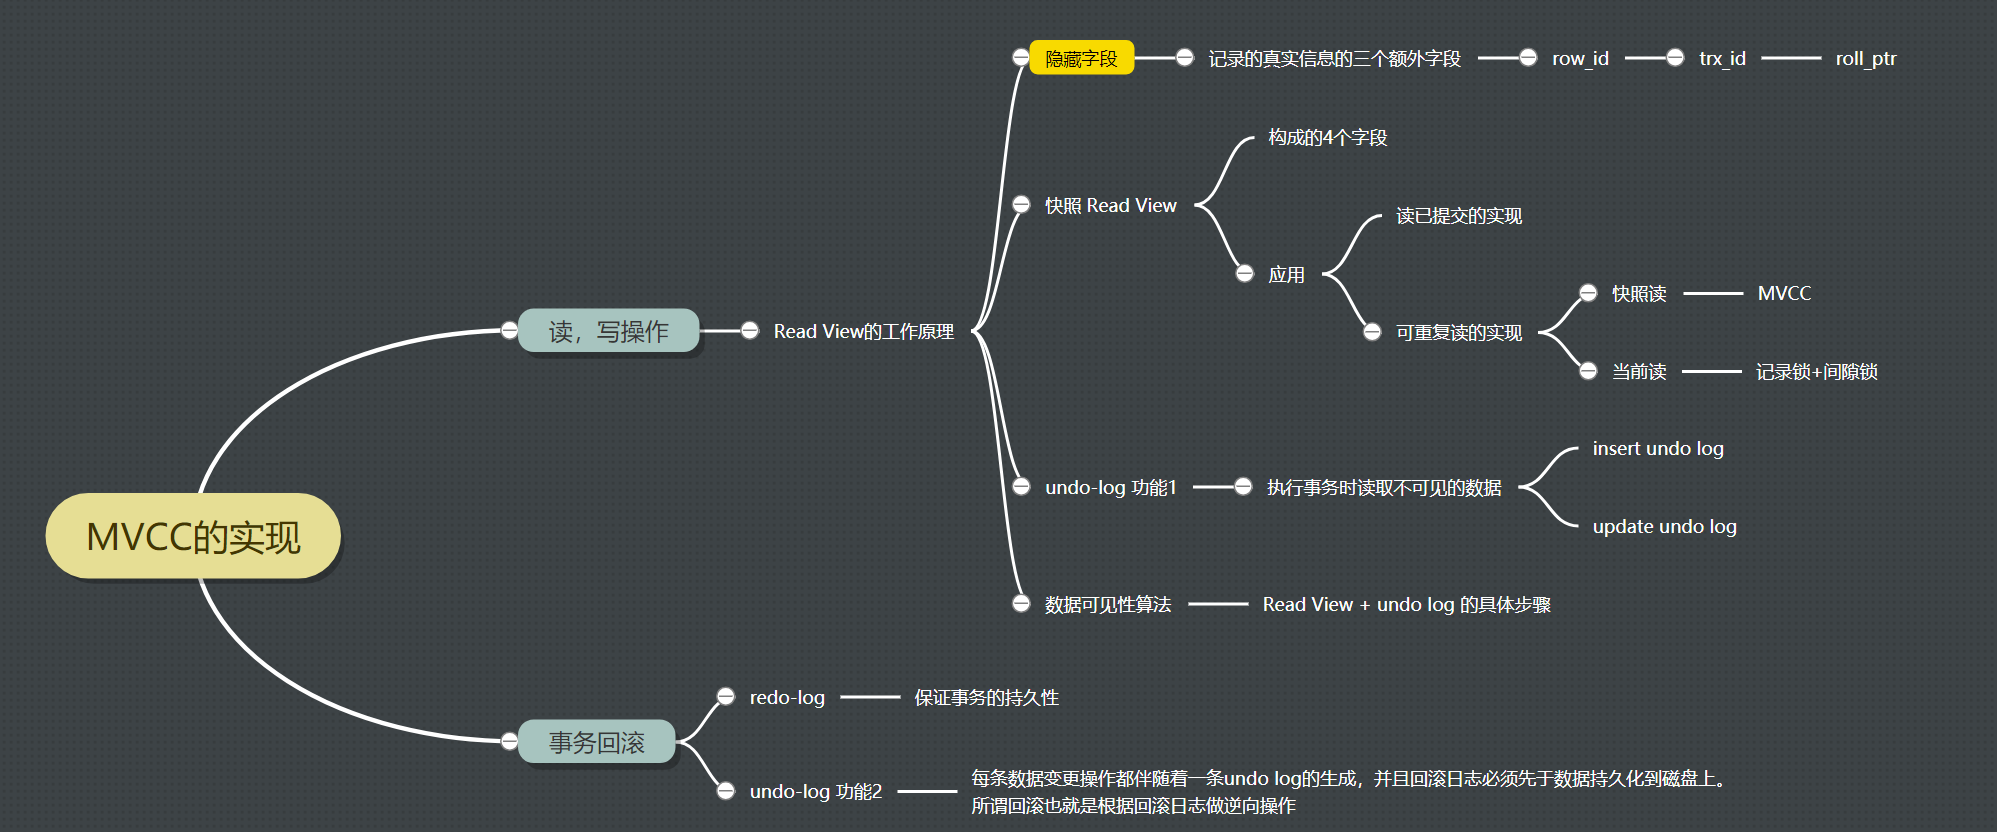 MVCC的实现
读，写操作
Read View的工作原理
隐藏字段
记录的真实信息的三个额外字段
row_id
trx_id
roll_ptr
快照 Read View
构成的4个字段
应用
读已提交的实现
可重复读的实现
快照读
MVCC
当前读
记录锁+间隙锁
undo-log 功能1
执行事务时读取不可见的数据
insert undo log
update undo log
数据可见性算法
Read View + undo log 的具体步骤
事务回滚
redo-log
保证事务的持久性
undo-log 功能2
每条数据变更操作都伴随着一条undo log的生成，并且回滚日志必须先于数据持久化到磁盘上。
所谓回滚也就是根据回滚日志做逆向操作